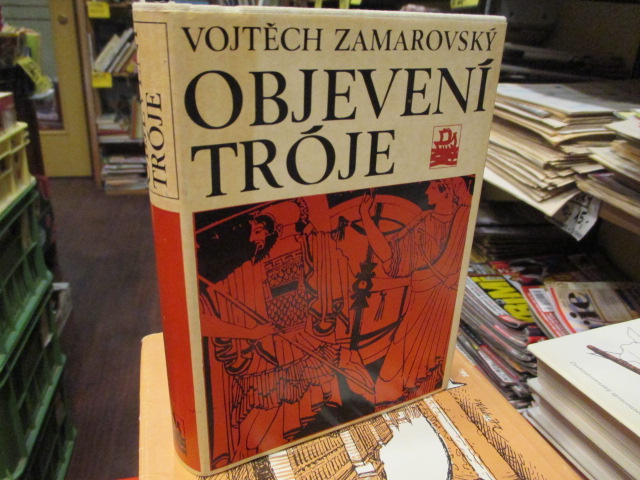 VOJTĚCH ZAMAROVSKÝ
OBJEVENÍ
TRÓJE
TRÓJE